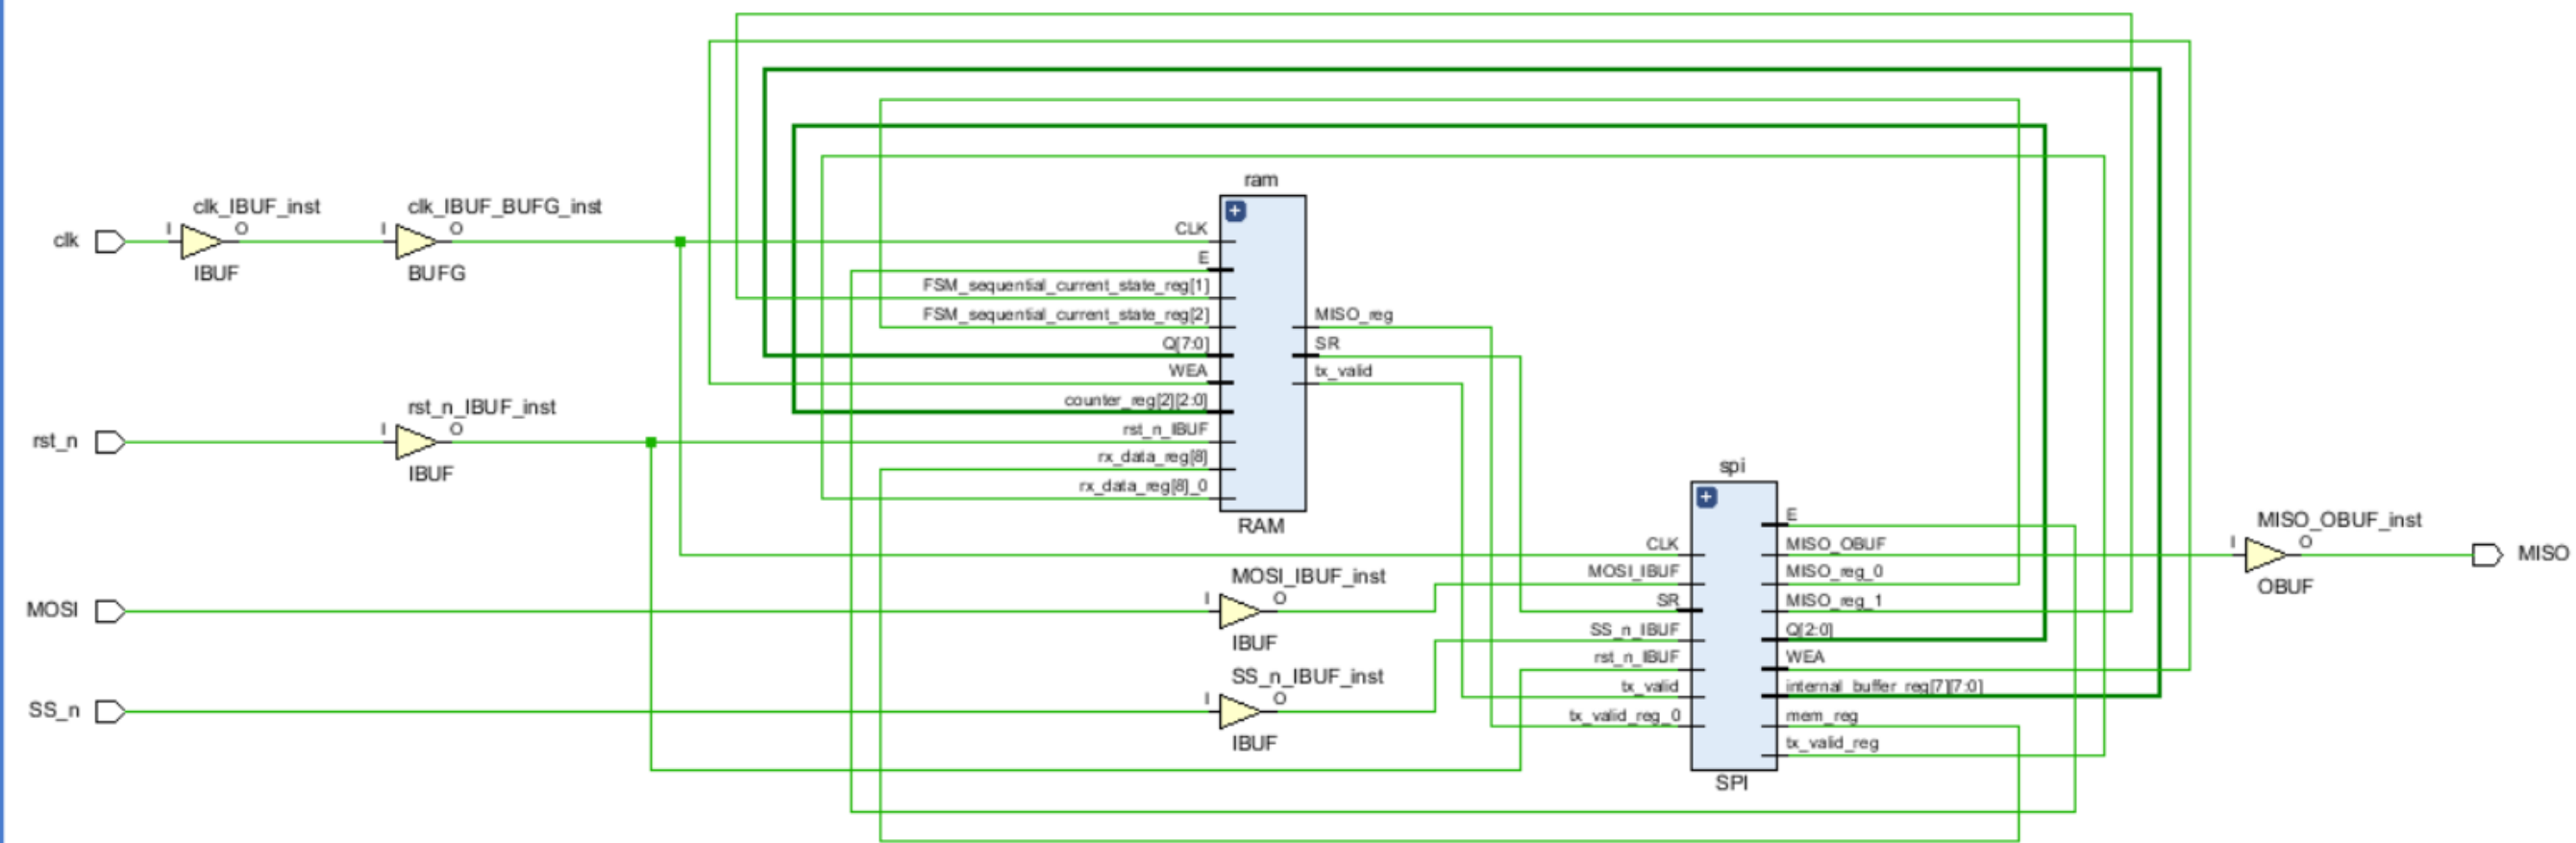 clk
I
clk_IBUF_inst
O
IBUF
I
clk_IBUF_BUFG_inst
O
BUFG
rst_n
I
rst_n_IBUF_inst
O
IBUF
MOSI
I
MOSI_IBUF_inst
O
IBUF
SS_n
I
SS_n_IBUF_inst
O
IBUF
ram
CLK
E
FSM_sequential_current_state_reg[1]
FSM_sequential_current_state_reg[2]
Q[7:0]
WEA
counter_reg[2][2:0]
rst_n_IBUF
rx_data_reg[8]
rx_data_reg[8]_0
MISO_reg
SR
tx_valid
RAM
spi
CLK
MOSI_IBUF
SR
SS_n_IBUF
rst_n_IBUF
tx_valid
tx_valid_reg_0
E
MISO_OBUF
MISO_reg_0
MISO_reg_1
Q[2:0]
WEA
internal_buffer_reg[7][7:0]
mem_reg
tx_valid_reg
SPI
I
MISO_OBUF_inst
O
OBUF
MISO